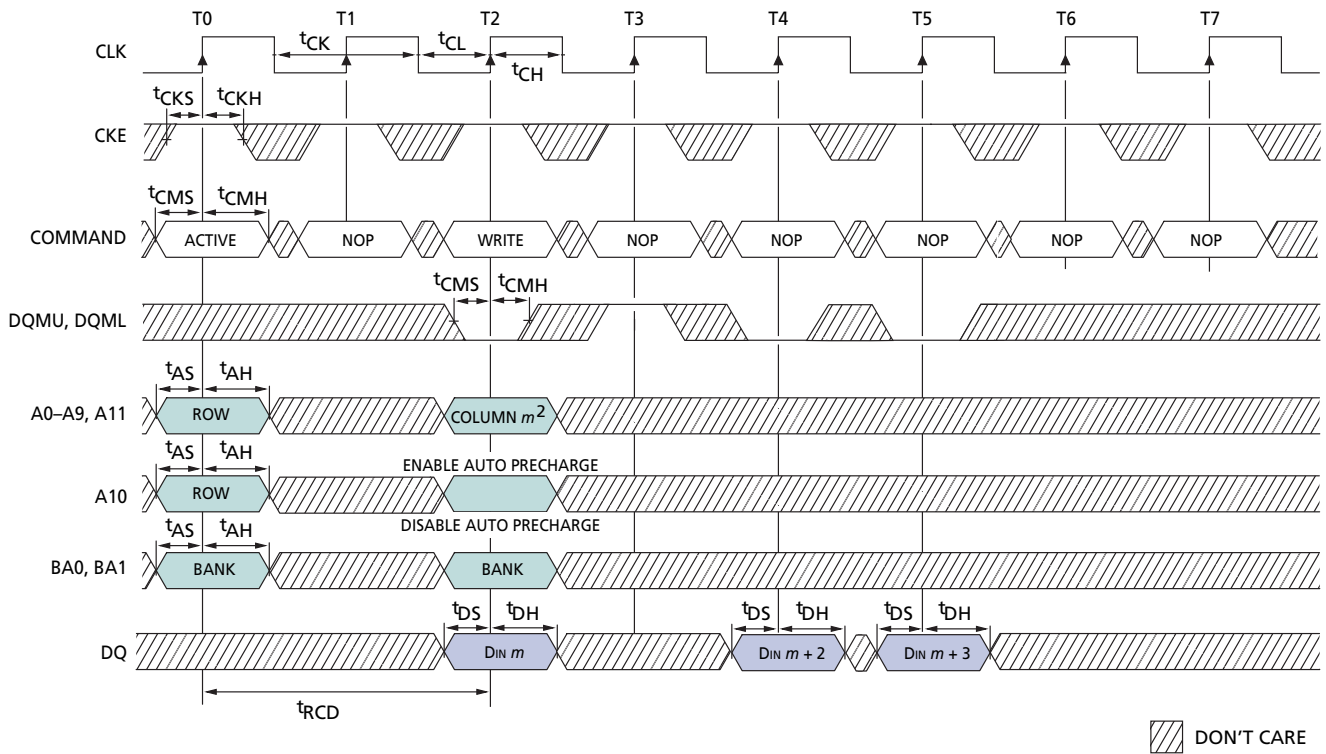 T0 T1 T2 T3 T4 T5 T6 T7
CLK
tCK tCL
tCH
tCKS tCKH
CKE
tCMS tCMH
COMMAND ACTIVE NOP WRITE NOP NOP NOP NOP NOP
tCMS tCMH
DQMU, DQML
tAS tAH
A0–A9, A11 ROW COLUMN m2
tAS tAH ENABLE AUTO PRECHARGE
A10 ROW
tAS tAH DISABLE AUTO PRECHARGE
BA0, BA1 BANK BANK
tDS tDH tDS tDH tDS tDH
DQ DIN m DIN m + 2 DIN m + 3
tRCD
DON'T CARE